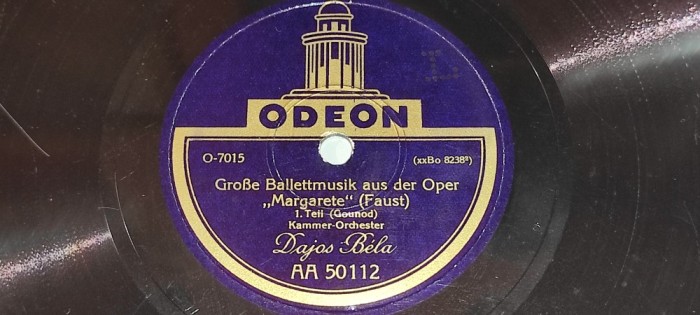 ODEON
O-7015
(xxBo 8238²)
Große Ballettmusik aus der Oper
„Margarete“ (Faust)
1. Teil (Gounod)
Kammer-Orchester
Dajos Béla
AA 50112